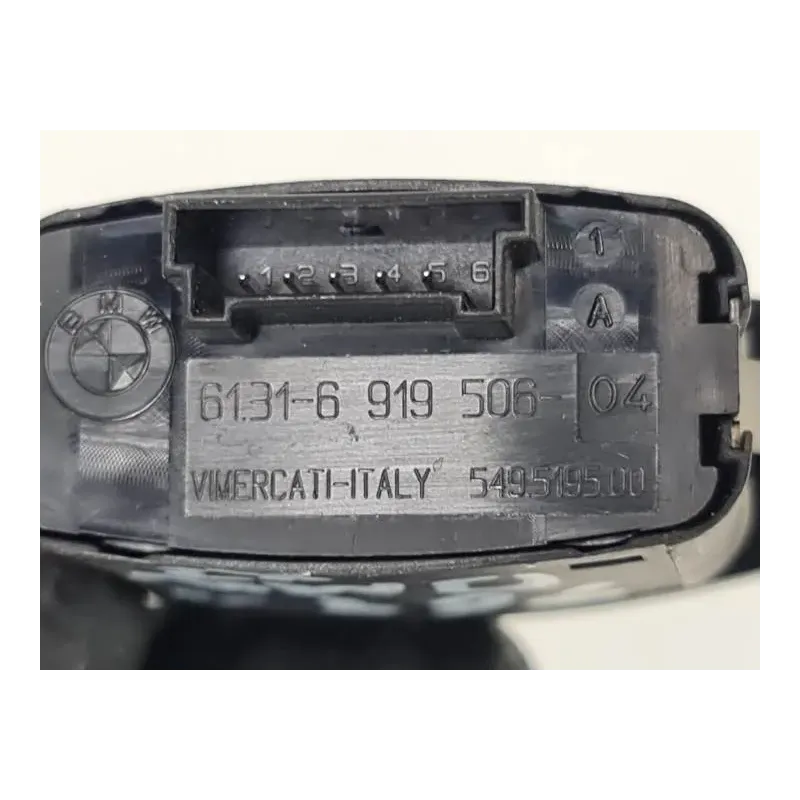 1 2 3 4 5 6
1
A
BMW
61.31-6 919 506- 04
VIMERCATI-ITALY 549.5195.00